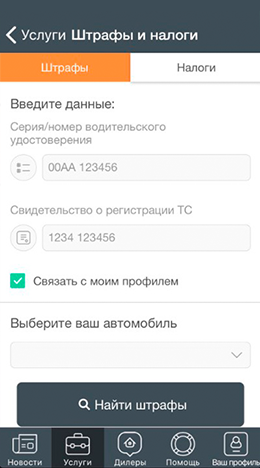 Услуги Штрафы и налоги
Штрафы Налоги
Введите данные:
Серия/номер водительского
удостоверения
00АА 123456
Свидетельство о регистрации ТС
1234 123456
Связать с моим профилем
Выберите ваш автомобиль
Найти штрафы
Новости Услуги Дилеры Помощь Ваш профиль